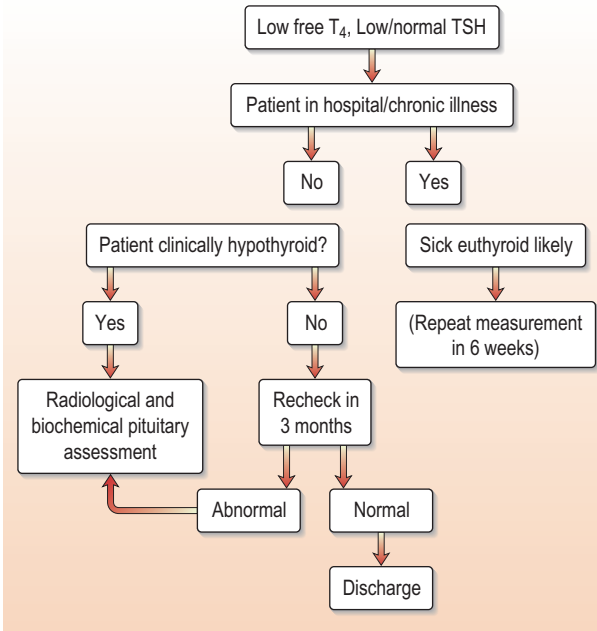 Low free T₄, Low/normal TSH
Patient in hospital/chronic illness
No
Yes
Patient clinically hypothyroid?
Sick euthyroid likely
Yes
No
(Repeat measurement
in 6 weeks)
Radiological and
biochemical pituitary
assessment
Recheck in
3 months
Abnormal
Normal
Discharge